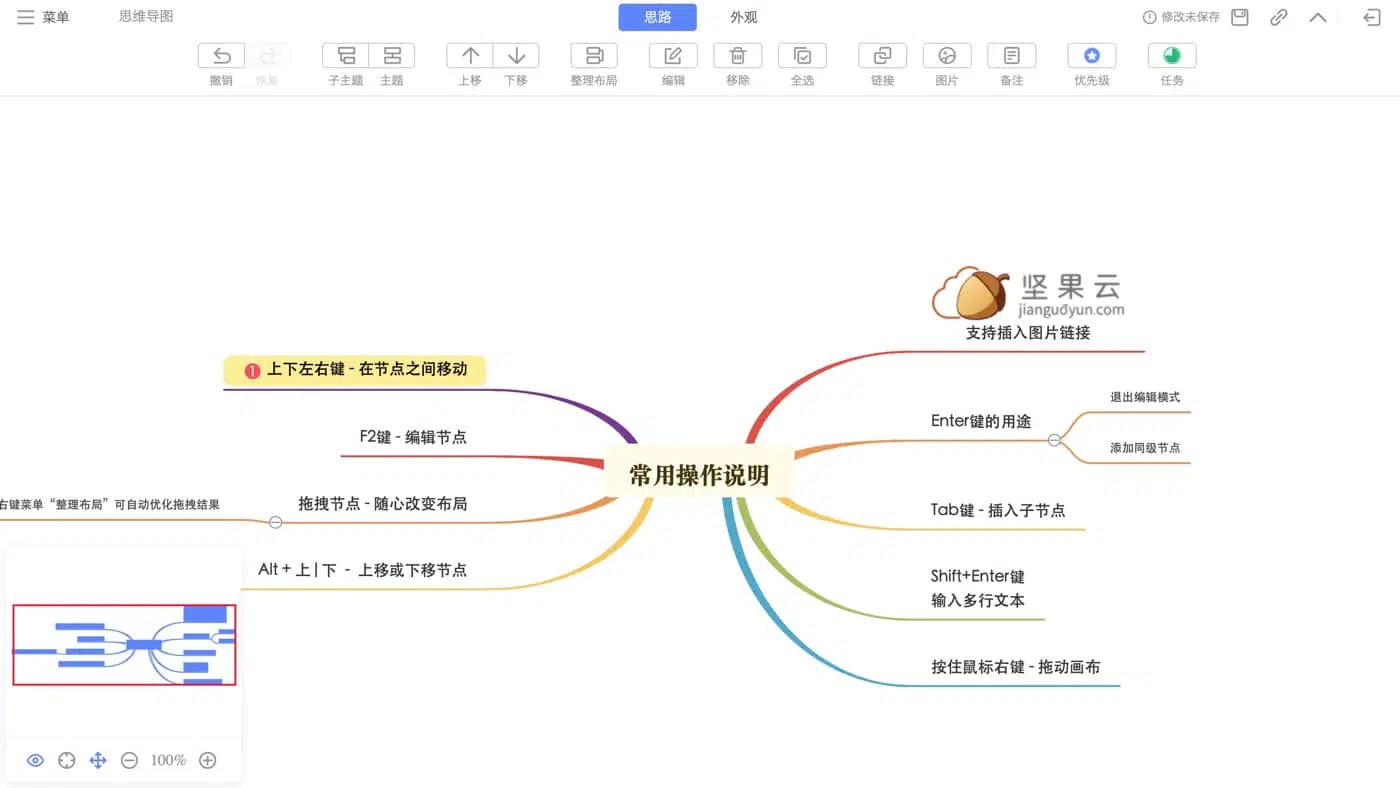 菜单
思维导图
思路
外观
修改未保存
撤销
恢复
子主题
主题
上移
下移
整理布局
编辑
移除
全选
链接
图片
备注
优先级
任务
1 上下左右键 - 在节点之间移动
F2键 - 编辑节点
拖拽节点 - 随心改变布局
右键菜单“整理布局”可自动优化拖拽结果
Alt + 上 | 下 - 上移或下移节点
常用操作说明
坚果云
jianguoyun.com
支持插入图片链接
Enter键的用途
退出编辑模式
添加同级节点
Tab键 - 插入子节点
Shift+Enter键
输入多行文本
按住鼠标右键 - 拖动画布
100%